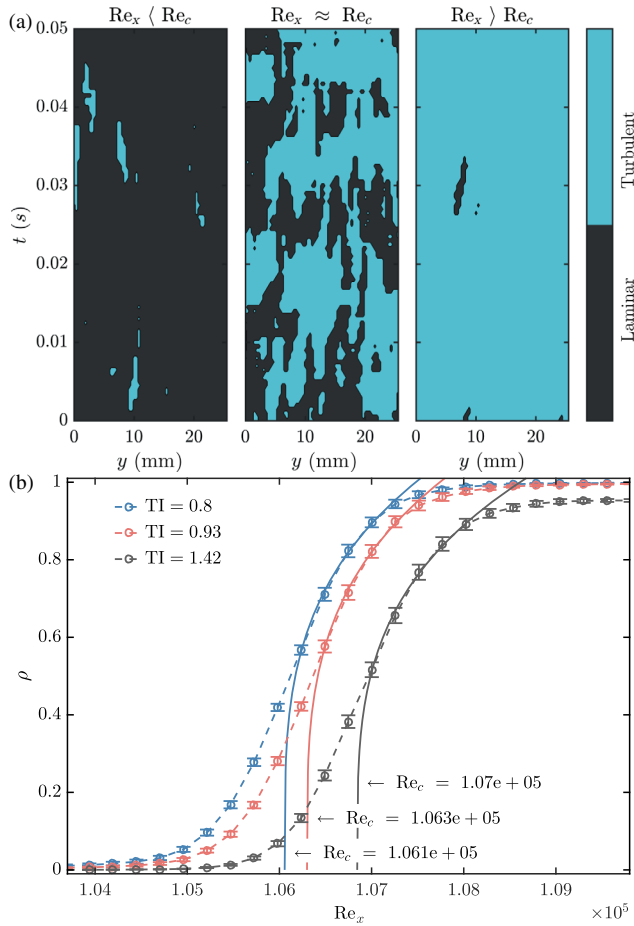 (a)
Re_x ⟨ Re_c
Re_x ≈ Re_c
Re_x ⟩ Re_c
0.05
0.04
0.03
0.02
0.01
0
t (s)
0 10 20
y (mm)
0 10 20
y (mm)
0 10 20
y (mm)
Turbulent
Laminar
(b)
1
0.8
0.6
0.4
0.2
0
ρ
TI = 0.8
TI = 0.93
TI = 1.42
← Re_c = 1.07e + 05
← Re_c = 1.063e + 05
← Re_c = 1.061e + 05
1.04 1.05 1.06 1.07 1.08 1.09
Re_x
×10⁵